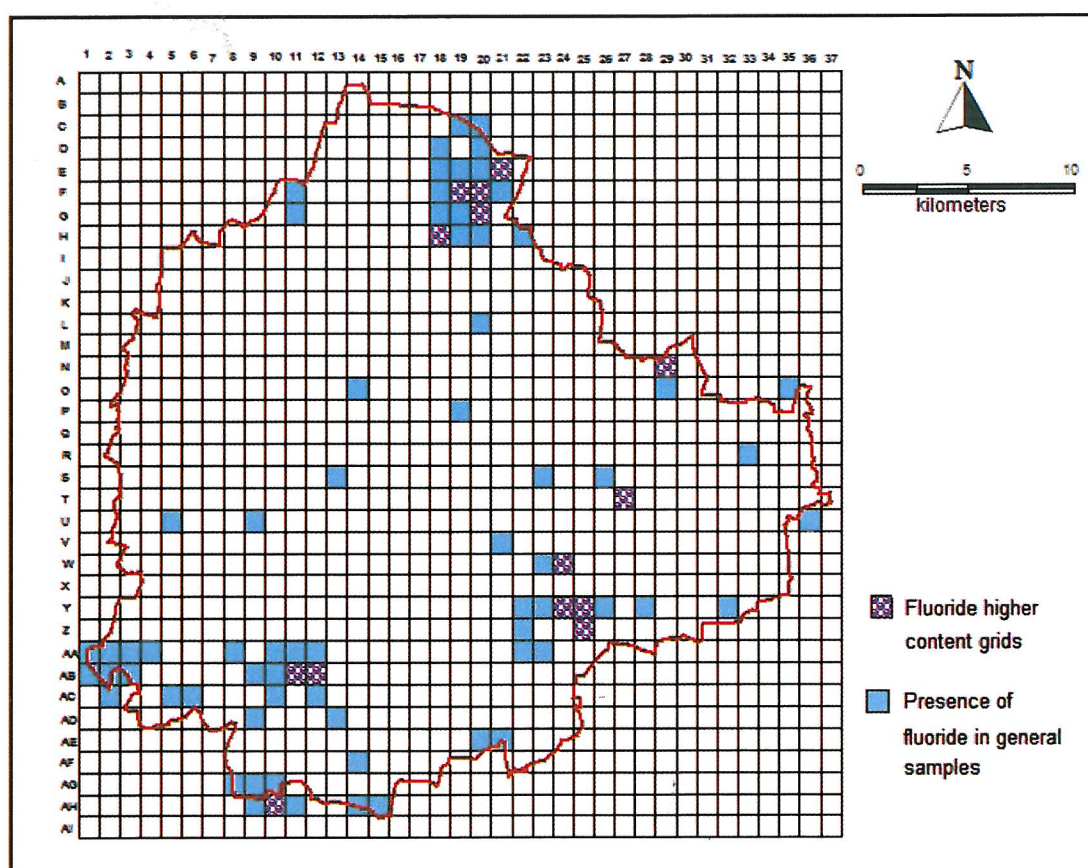 1 2 3 4 5 6 7 8 9 10 11 12 13 14 15 16 17 18 19 20 21 22 23 24 25 26 27 28 29 30 31 32 33 34 35 36 37
A
B
C
D
E
F
G
H
I
J
K
L
M
N
O
P
Q
R
S
T
U
V
W
X
Y
Z
AA
AB
AC
AD
AE
AF
AG
AH
AI
N
0 5 10
kilometers
Fluoride higher
content grids
Presence of
fluoride in general
samples